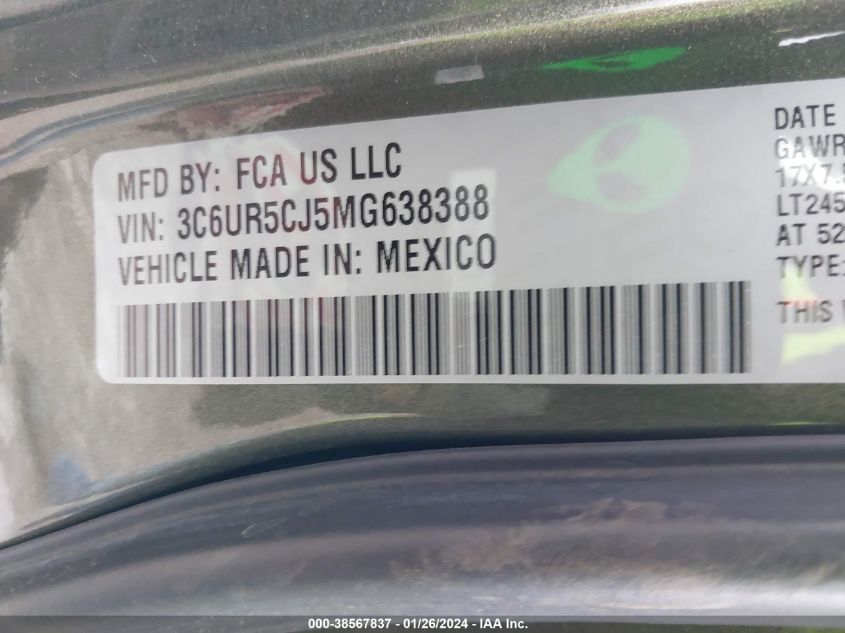 MFD BY: FCA US LLC
VIN: 3C6UR5CJ5MG638388
VEHICLE MADE IN: MEXICO
DATE
GAWR
17X7.
LT245
AT 52
TYPE:
THIS
000-38567837 - 01/26/2024 - IAA Inc.